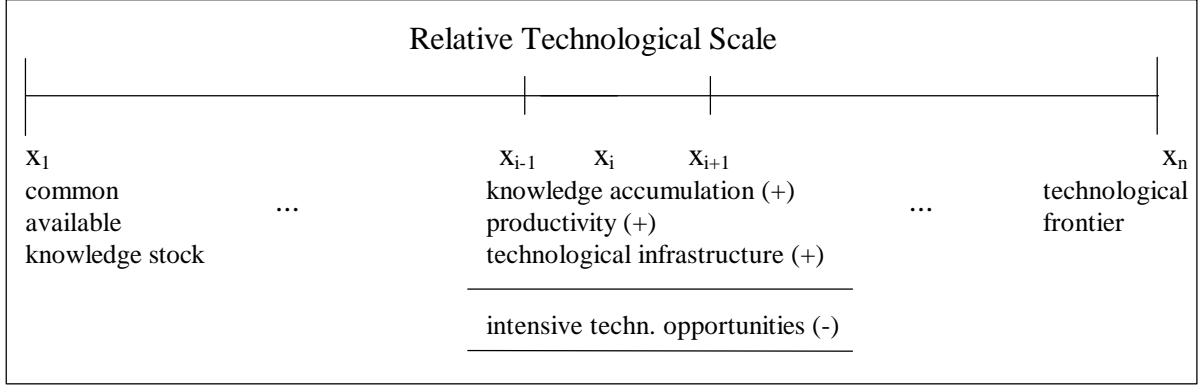 Relative Technological Scale
x₁ xᵢ₋₁ xᵢ xᵢ₊₁ xₙ
common knowledge accumulation (+) technological
available ... productivity (+) ... frontier
knowledge stock technological infrastructure (+)
intensive techn. opportunities (-)